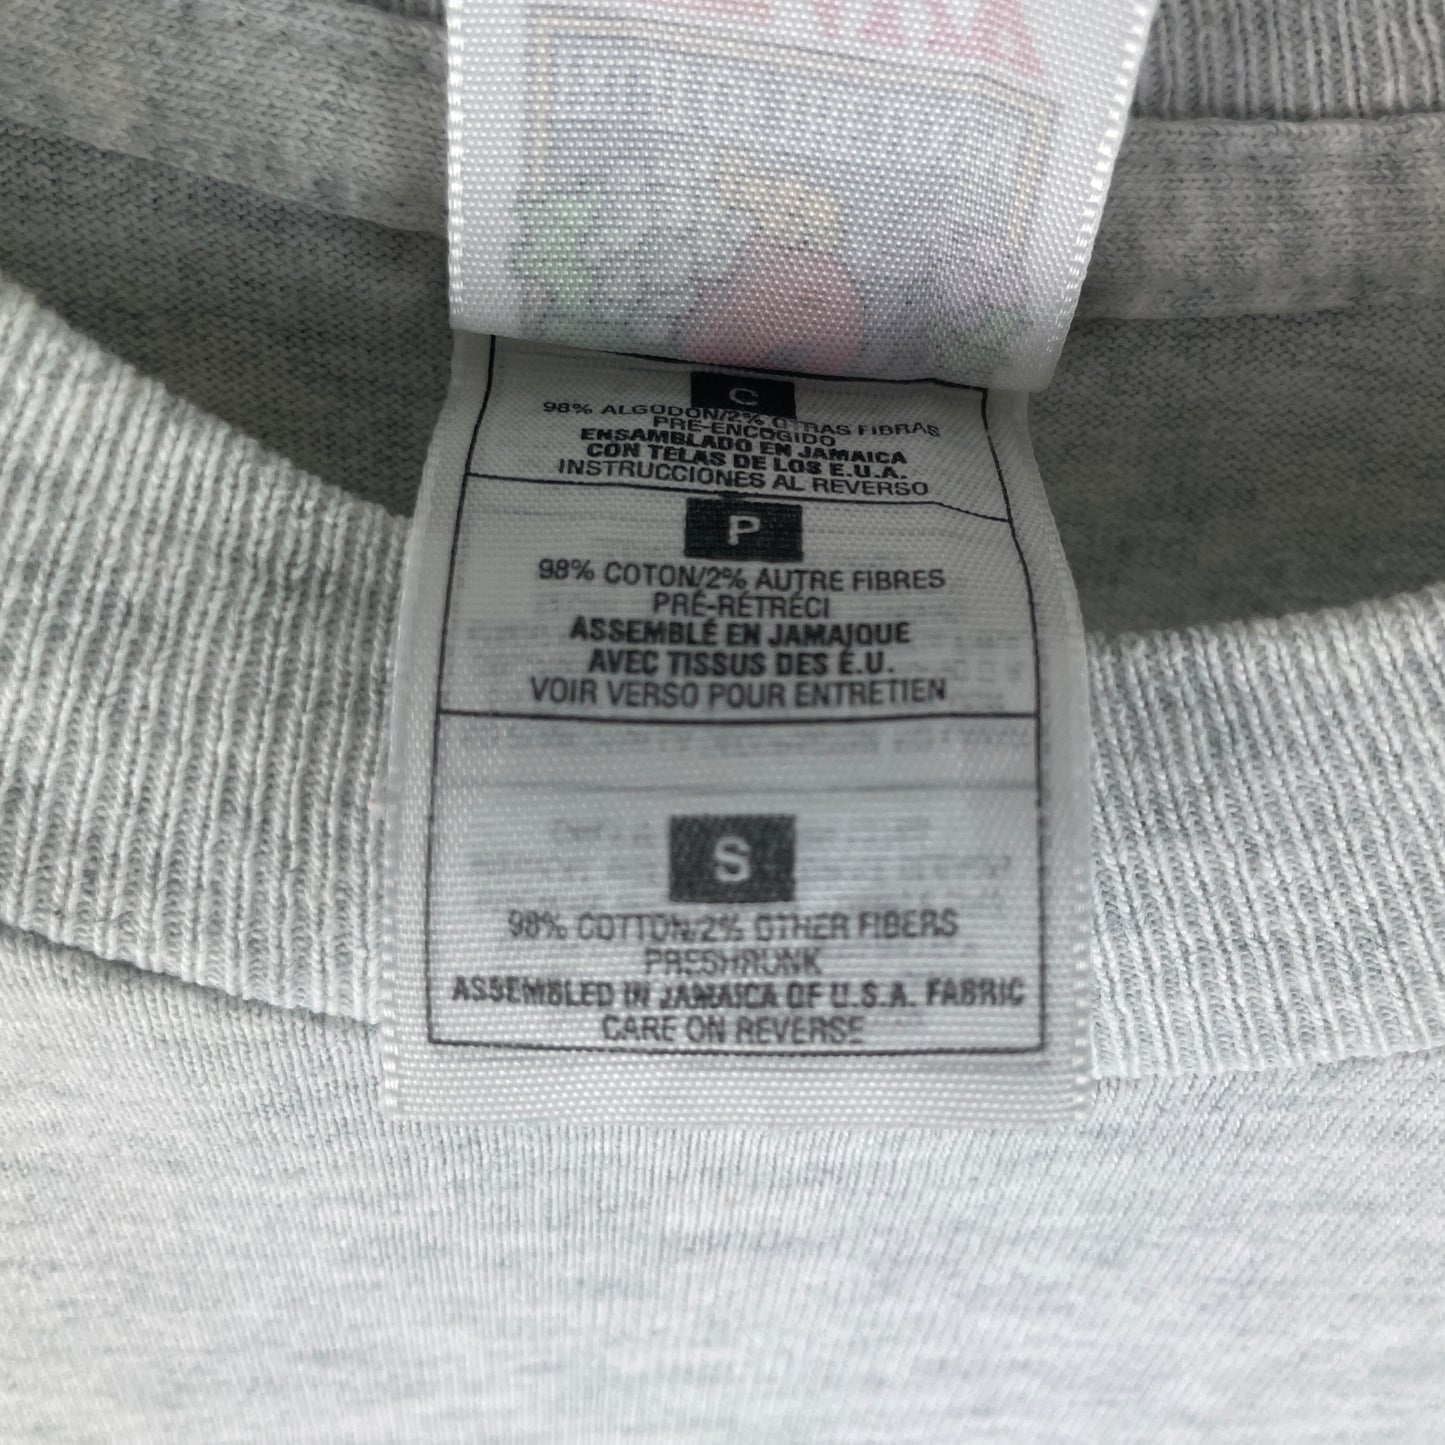 C
98% ALGODON/2% OTRAS FIBRAS
PRE-ENCOGIDO
ENSAMBLADO EN JAMAICA
CON TELAS DE LOS E.U.A.
INSTRUCCIONES AL REVERSO
P
98% COTON/2% AUTRE FIBRES
PRÉ-RÉTRÉCI
ASSEMBLÉ EN JAMAIQUE
AVEC TISSUS DES É.U.
VOIR VERSO POUR ENTRETIEN
S
98% COTTON/2% OTHER FIBERS
PRESHRUNK
ASSEMBLED IN JAMAICA OF U.S.A. FABRIC
CARE ON REVERSE